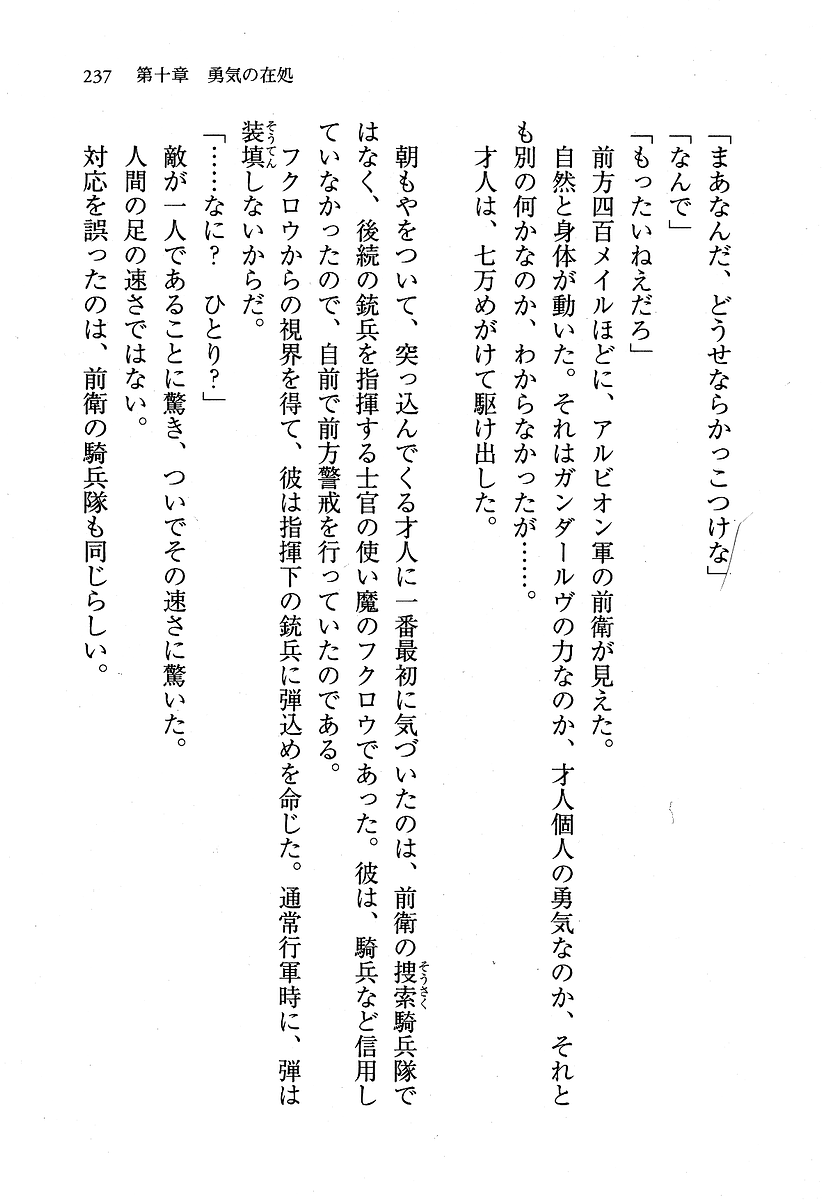 237　第十章　勇気の在処
「まあなんだ、どうせならかっこつけな」
「なんで」
「もったいねえだろ」
前方四百メイルほどに、アルビオン軍の前衛が見えた。
自然と身体が動いた。それはガンダールヴの力なのか、才人個人の勇気なのか、それと
も別の何かなのか、わからなかったが……。
才人は、七万めがけて駆け出した。
朝もやをついて、突っ込んでくる才人に一番最初に気づいたのは、前衛の捜索騎兵隊で
はなく、後続の銃兵を指揮する士官の使い魔のフクロウであった。彼は、騎兵など信用し
ていなかったので、自前で前方警戒を行っていたのである。
フクロウからの視界を得て、彼は指揮下の銃兵に弾込めを命じた。通常行軍時に、弾は
装填しないからだ。
「……なに？　ひとり？」
敵が一人であることに驚き、ついでその速さに驚いた。
人間の足の速さではない。
対応を誤ったのは、前衛の騎兵隊も同じらしい。
そうさく
そうてん